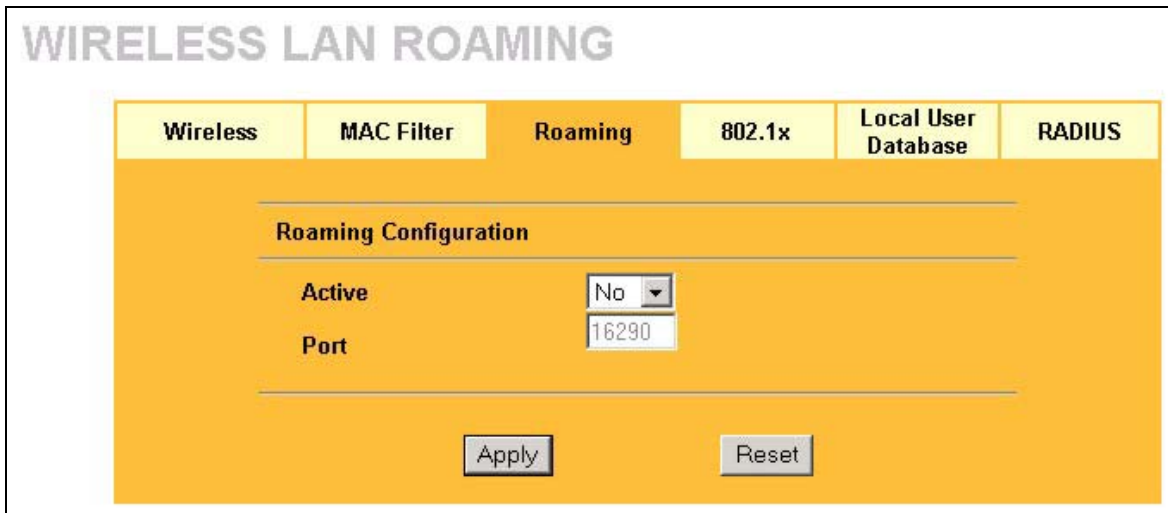 WIRELESS LAN ROAMING
Wireless MAC Filter Roaming 802.1x Local User Database RADIUS
Roaming Configuration
Active No
Port 16290
Apply Reset